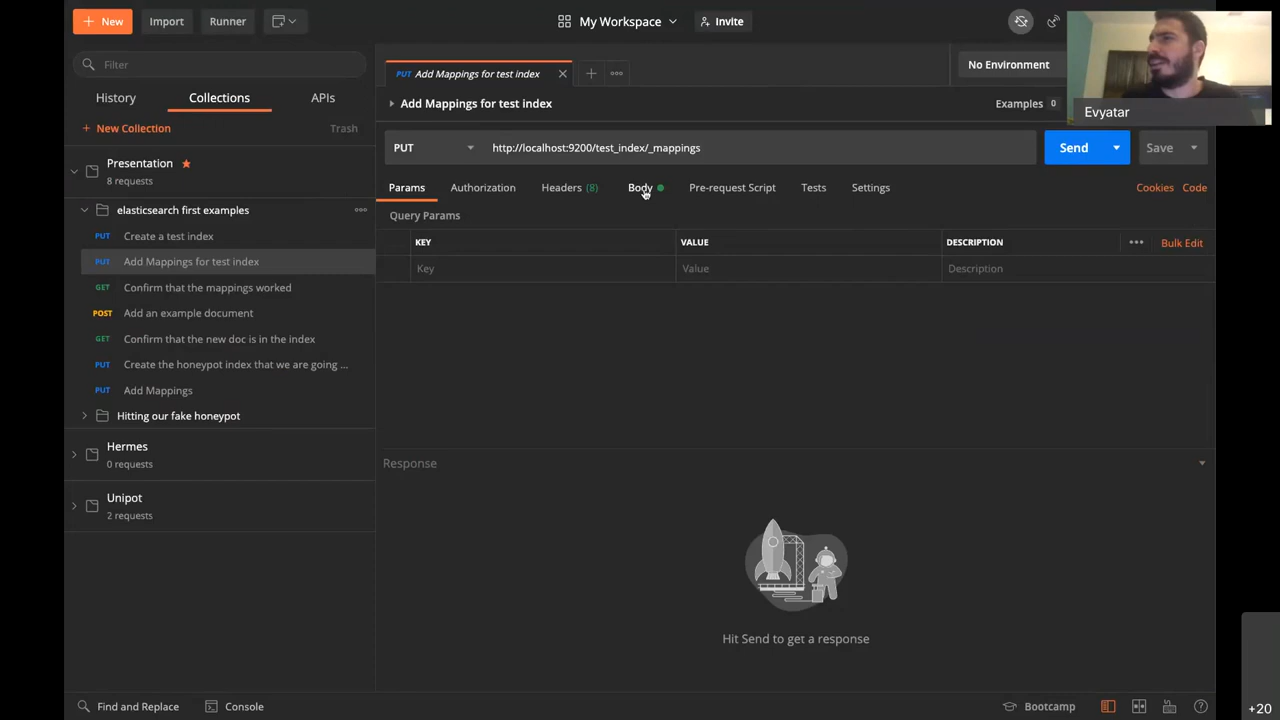 New
Import
Runner
My Workspace
Invite
Filter
PUT Add Mappings for test index
No Environment
Evyatar
History
Collections
APIs
Add Mappings for test index
Examples 0
+ New Collection
Trash
PUT
http://localhost:9200/test_index/_mappings
Send
Save
Presentation
8 requests
Params
Authorization
Headers (8)
Body
Pre-request Script
Tests
Settings
Cookies
Code
elasticsearch first examples
Query Params
PUT Create a test index
KEY
VALUE
DESCRIPTION
Bulk Edit
PUT Add Mappings for test index
Key
Value
Description
GET Confirm that the mappings worked
POST Add an example document
GET Confirm that the new doc is in the index
PUT Create the honeypot index that we are going ...
PUT Add Mappings
Hitting our fake honeypot
Hermes
0 requests
Response
Unipot
2 requests
Hit Send to get a response
Find and Replace
Console
Bootcamp
+20